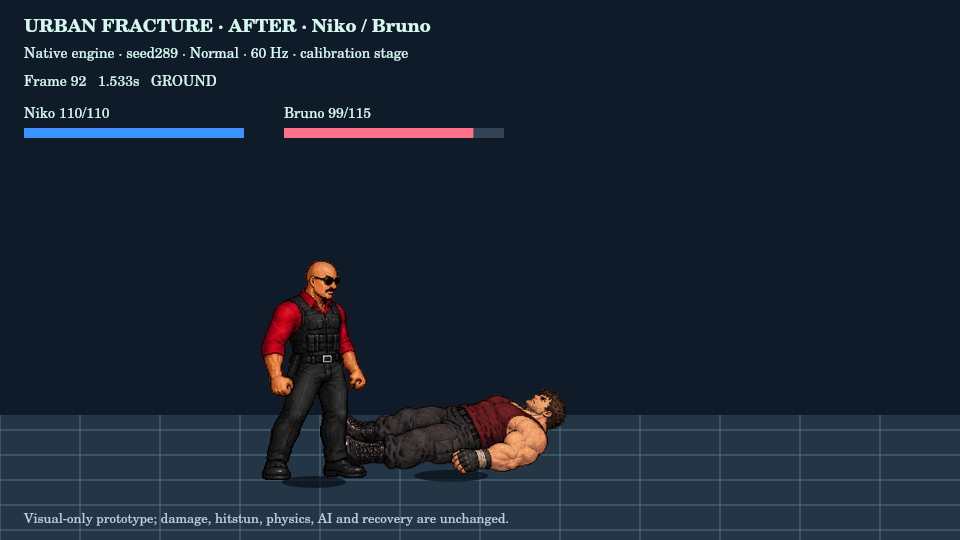 URBAN FRACTURE · AFTER · Niko / Bruno
Native engine · seed289 · Normal · 60 Hz · calibration stage
Frame 92 1.533s GROUND
Niko 110/110 Bruno 99/115
Visual-only prototype; damage, hitstun, physics, AI and recovery are unchanged.